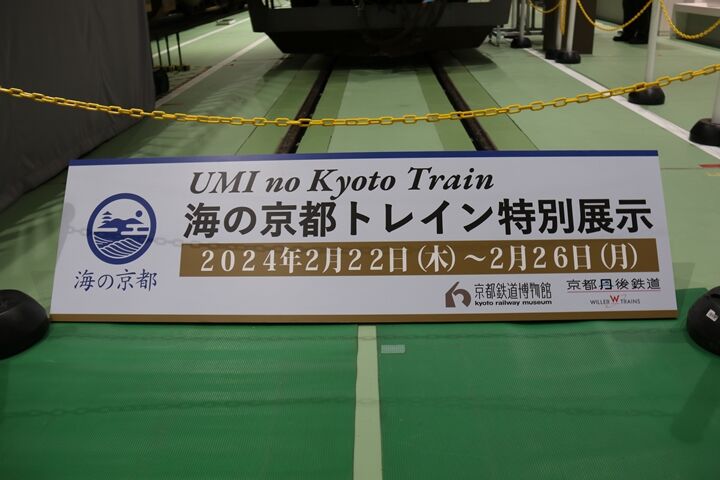 UMI no Kyoto Train
海の京都トレイン特別展示
2024年2月22日(木)～2月26日(月)
海の京都
京都鉄道博物館
kyoto railway museum
京都丹後鉄道
WILLER TRAINS